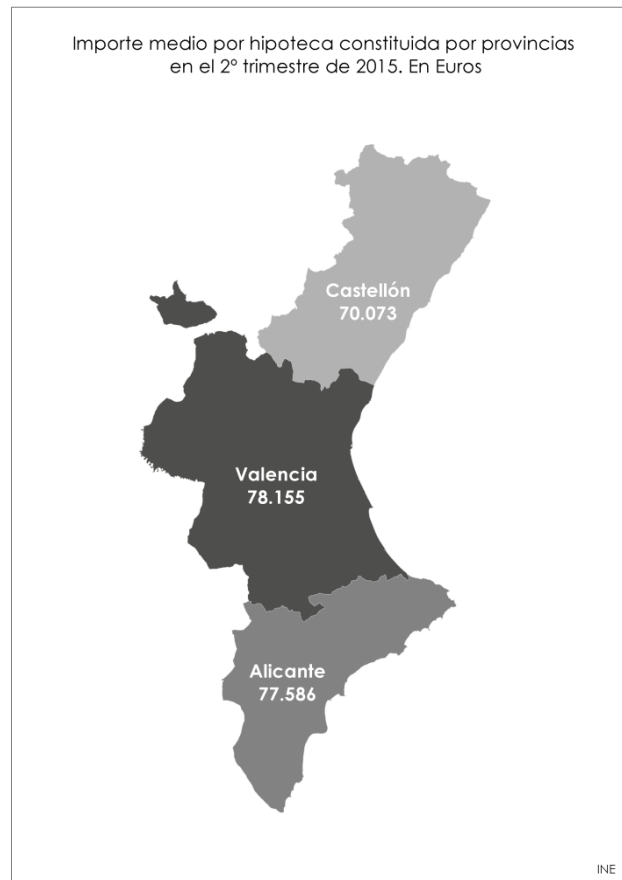 Importe medio por hipoteca constituida por provincias
en el 2º trimestre de 2015. En Euros
Castellón
70.073
Valencia
78.155
Alicante
77.586
INE